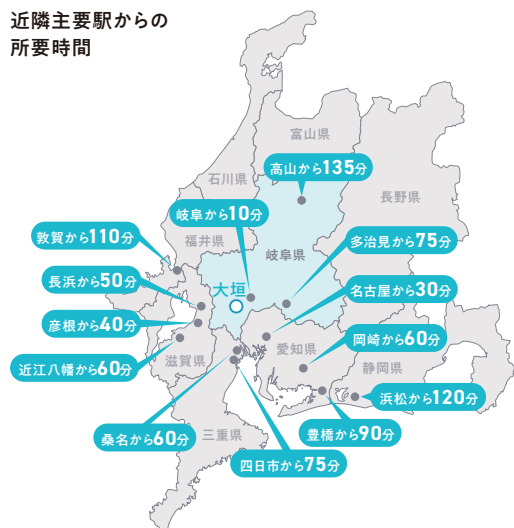 近隣主要駅からの
所要時間
富山県
高山から135分
石川県
長野県
岐阜から10分
敦賀から110分
福井県
多治見から75分
岐阜県
長浜から50分
大垣
名古屋から30分
彦根から40分
岡崎から60分
愛知県
滋賀県
静岡県
近江八幡から60分
浜松から120分
桑名から60分
三重県
豊橋から90分
四日市から75分